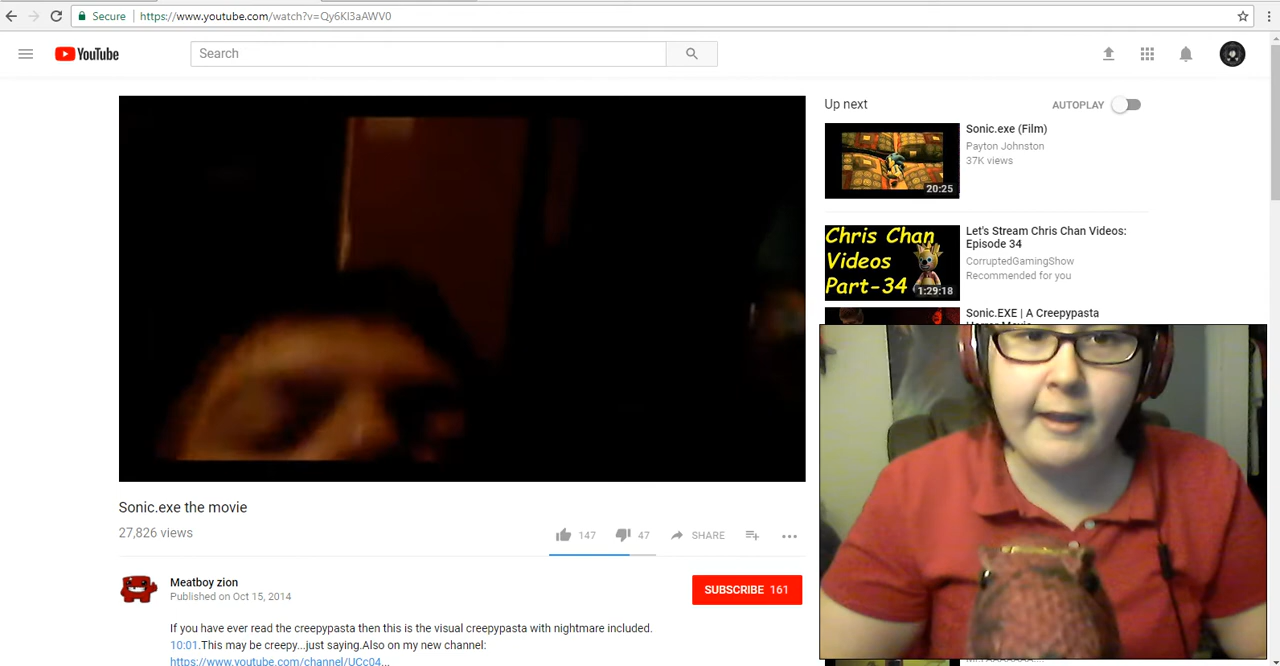 Secure
https://www.youtube.com/watch?v=Qy6Kl3aAWV0
YouTube
Search
Up next
AUTOPLAY
20:25
Sonic.exe (Film)
Payton Johnston
37K views
Chris Chan
Videos
Part-34
1:29:18
Let's Stream Chris Chan Videos:
Episode 34
CorruptedGamingShow
Recommended for you
Sonic.EXE | A Creepypasta
Sonic.exe the movie
27,826 views
147
47
SHARE
Meatboy zion
Published on Oct 15, 2014
SUBSCRIBE 161
If you have ever read the creepypasta then this is the visual creepypasta with nightmare included.
10:01.This may be creepy...just saying.Also on my new channel:
https://www.youtube.com/channel/UCc04...